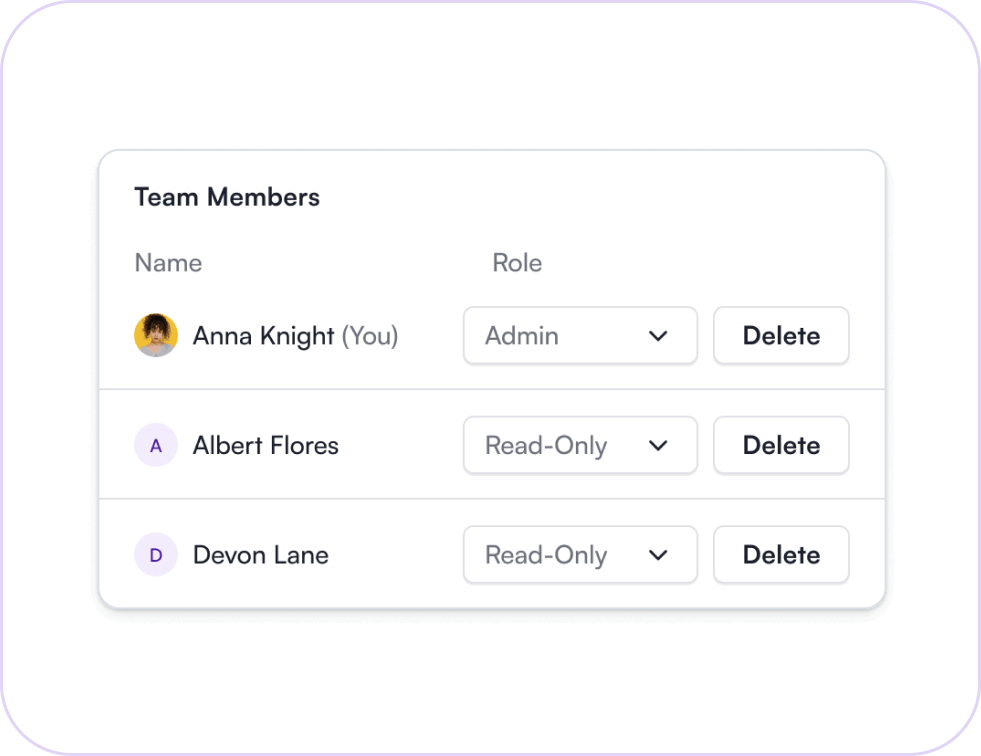 Team Members
Name Role
Anna Knight (You) Admin Delete
A Albert Flores Read-Only Delete
D Devon Lane Read-Only Delete